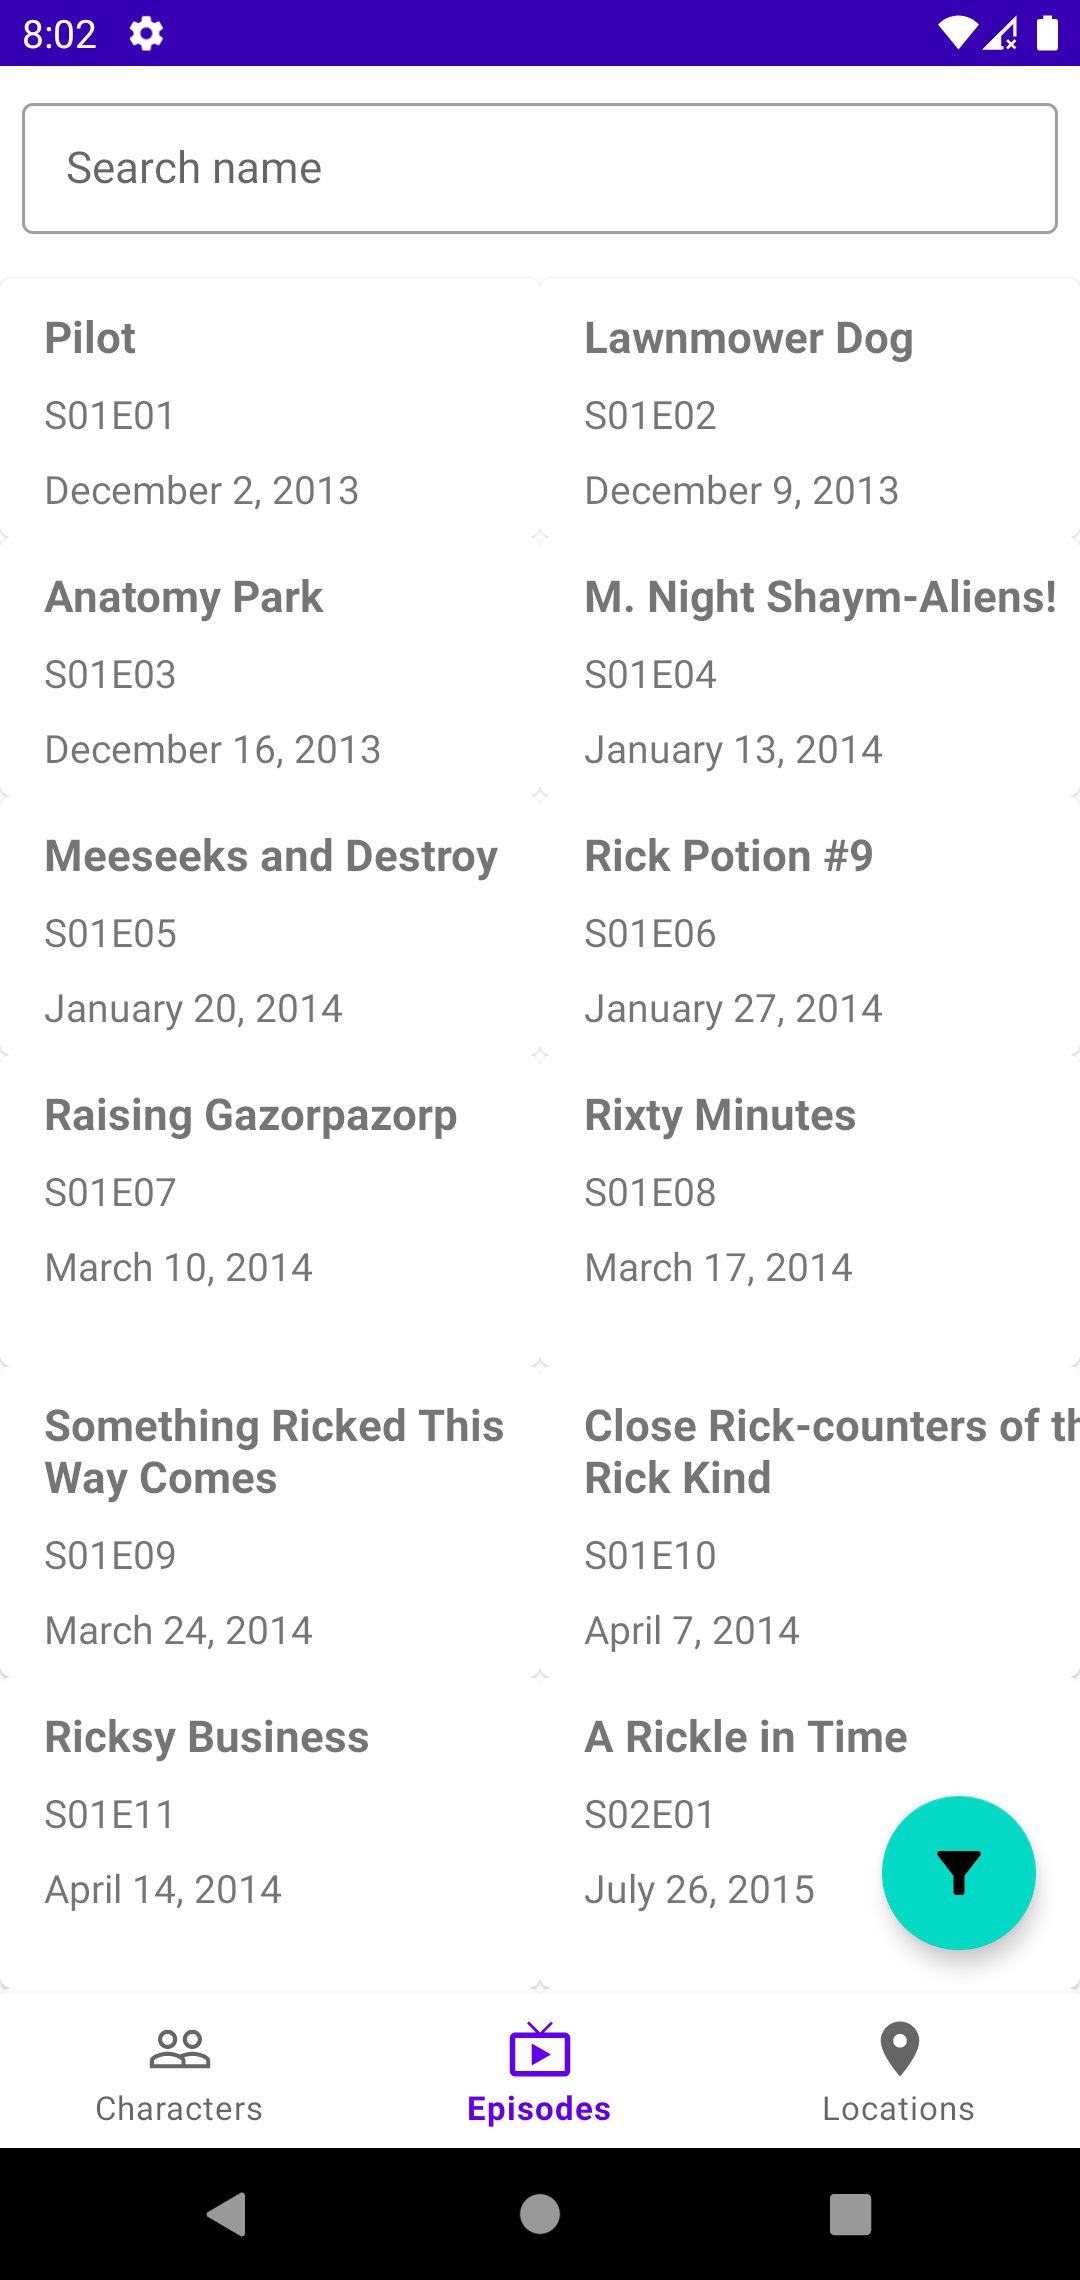 8:02
Search name
Pilot
S01E01
December 2, 2013
Lawnmower Dog
S01E02
December 9, 2013
Anatomy Park
S01E03
December 16, 2013
M. Night Shaym-Aliens!
S01E04
January 13, 2014
Meeseeks and Destroy
S01E05
January 20, 2014
Rick Potion #9
S01E06
January 27, 2014
Raising Gazorpazorp
S01E07
March 10, 2014
Rixty Minutes
S01E08
March 17, 2014
Something Ricked This
Way Comes
S01E09
March 24, 2014
Close Rick-counters of th
Rick Kind
S01E10
April 7, 2014
Ricksy Business
S01E11
April 14, 2014
A Rickle in Time
S02E01
July 26, 2015
Characters
Episodes
Locations